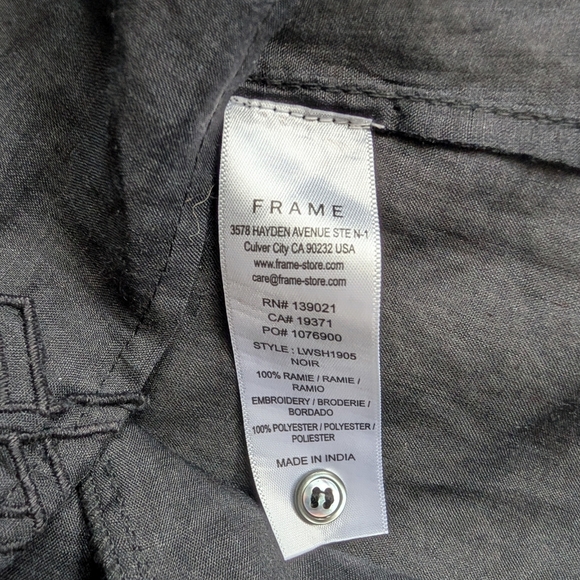 FRAME
3578 HAYDEN AVENUE STE N-1
Culver City CA 90232 USA
www.frame-store.com
care@frame-store.com
RN# 139021
CA# 19371
PO# 1076900
STYLE : LWSH1905
NOIR
100% RAMIE / RAMIE /
RAMIO
EMBROIDERY / BRODERIE /
BORDADO
100% POLYESTER / POLYESTER /
POLIESTER
MADE IN INDIA